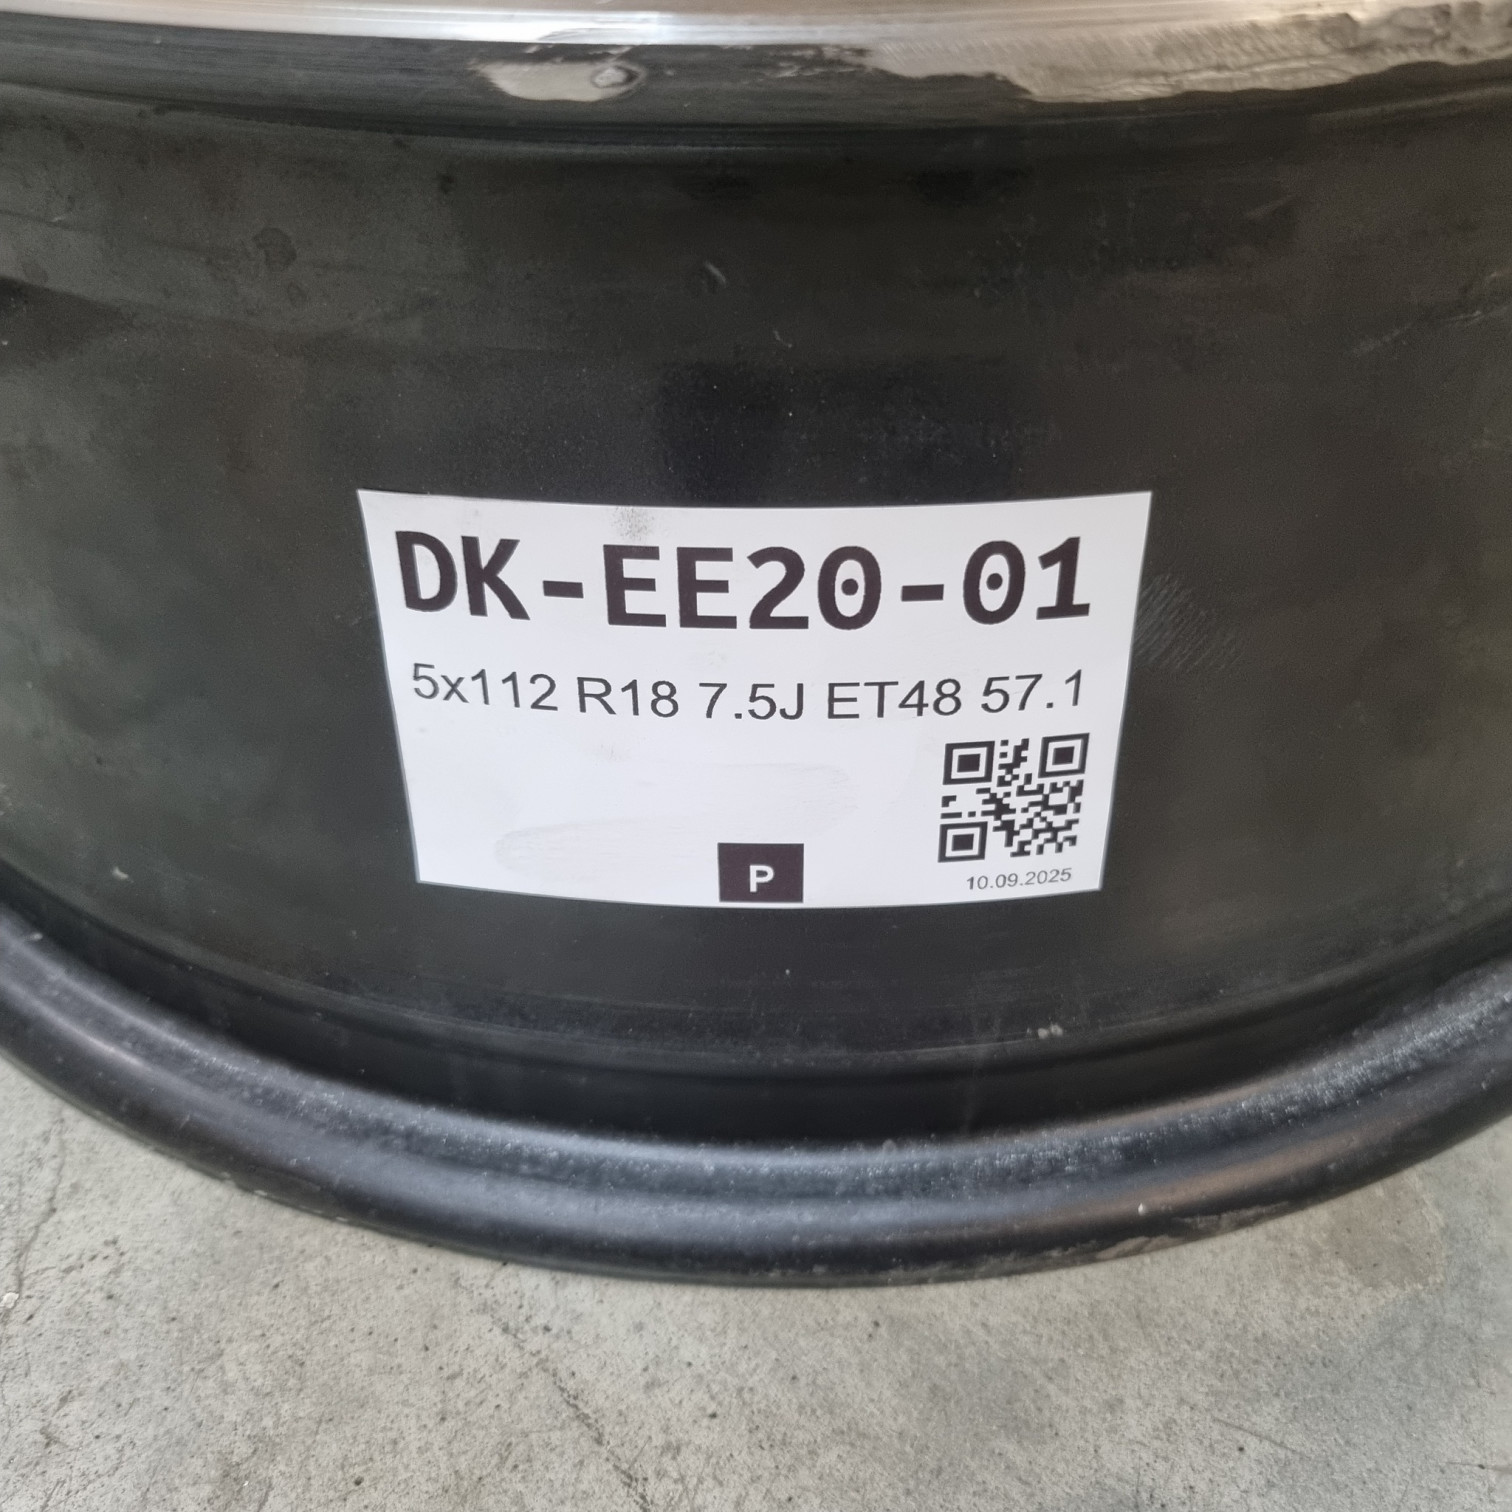 DK-EE20-01
5x112 R18 7.5J ET48 57.1
P
10.09.2025